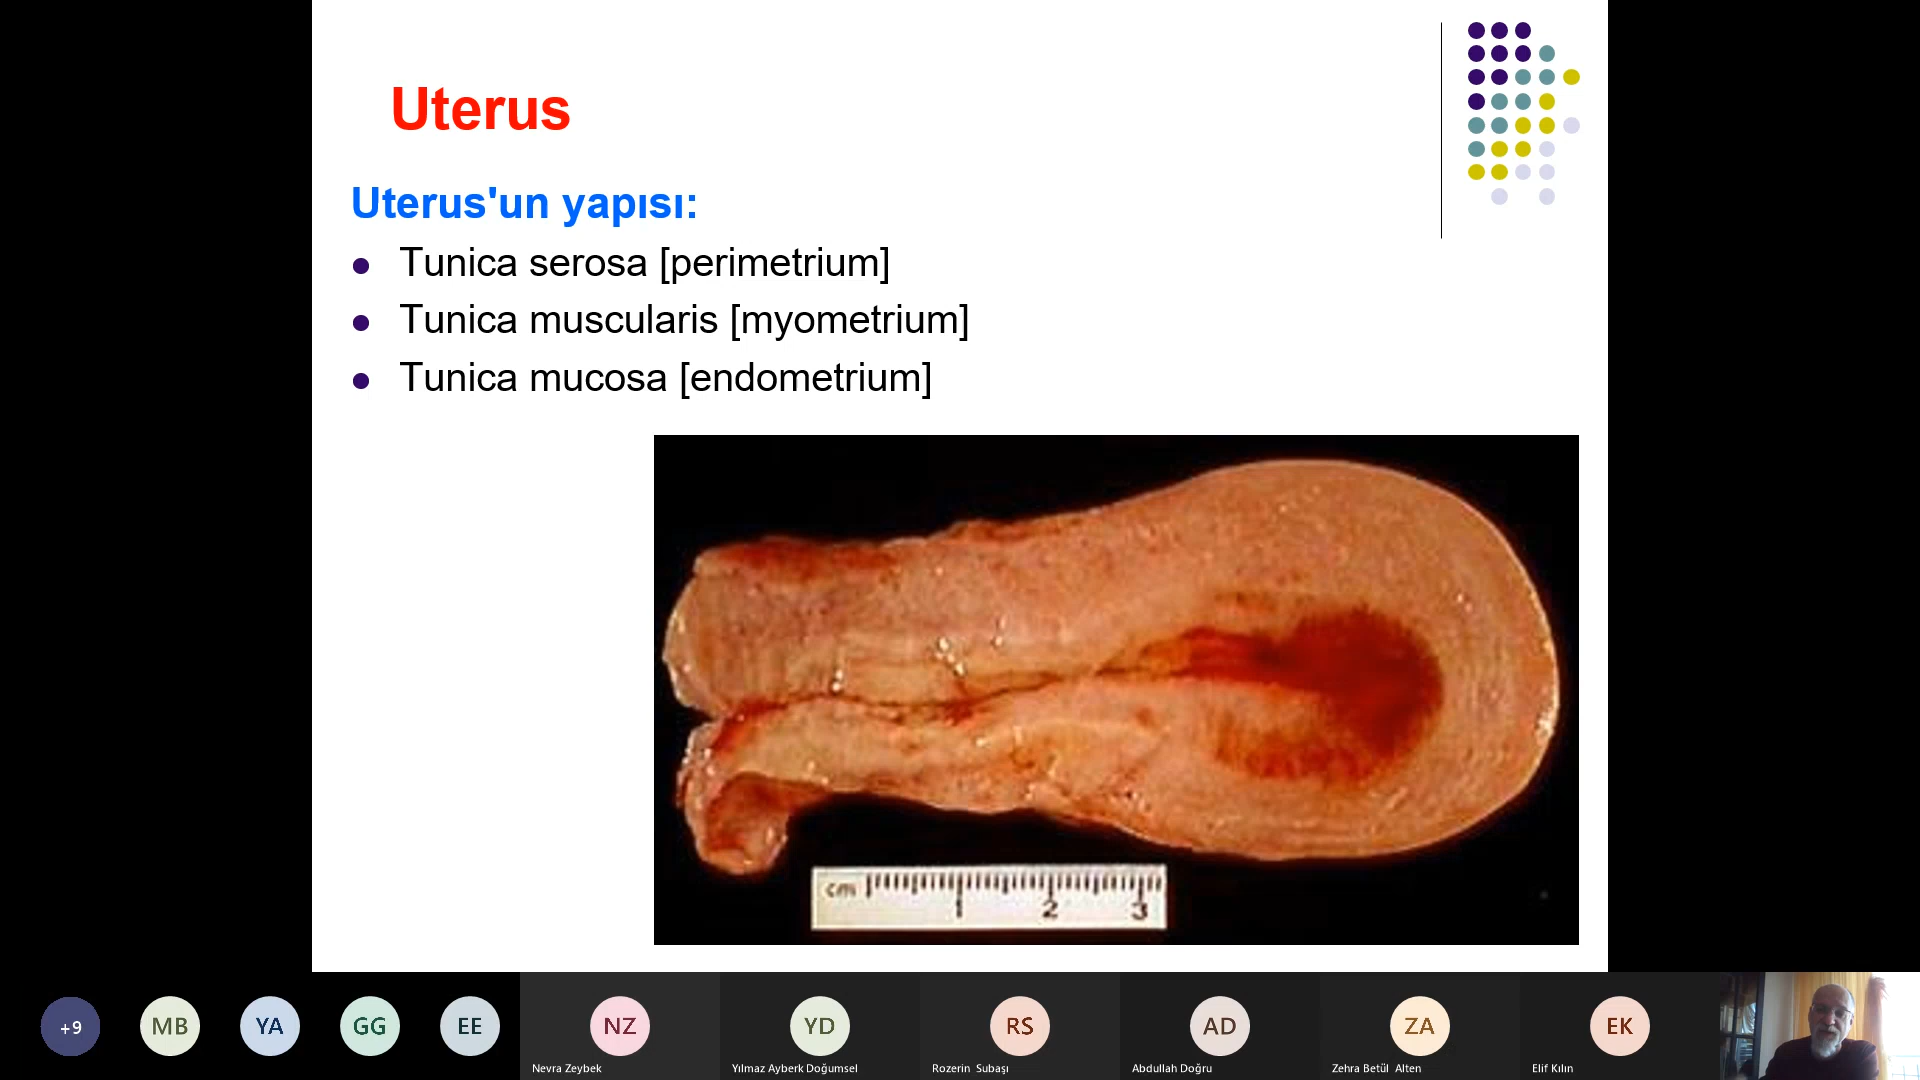 Uterus
Uterus'un yapısı:
Tunica serosa [perimetrium]
Tunica muscularis [myometrium]
Tunica mucosa [endometrium]
cm 1 2 3
+9 MB YA GG EE NZ YD RS AD ZA EK
Nevra Zeybek Yılmaz Ayberk Doğumsel Rozerin Subaşı Abdullah Doğru Zehra Betül Alten Elif Kılın